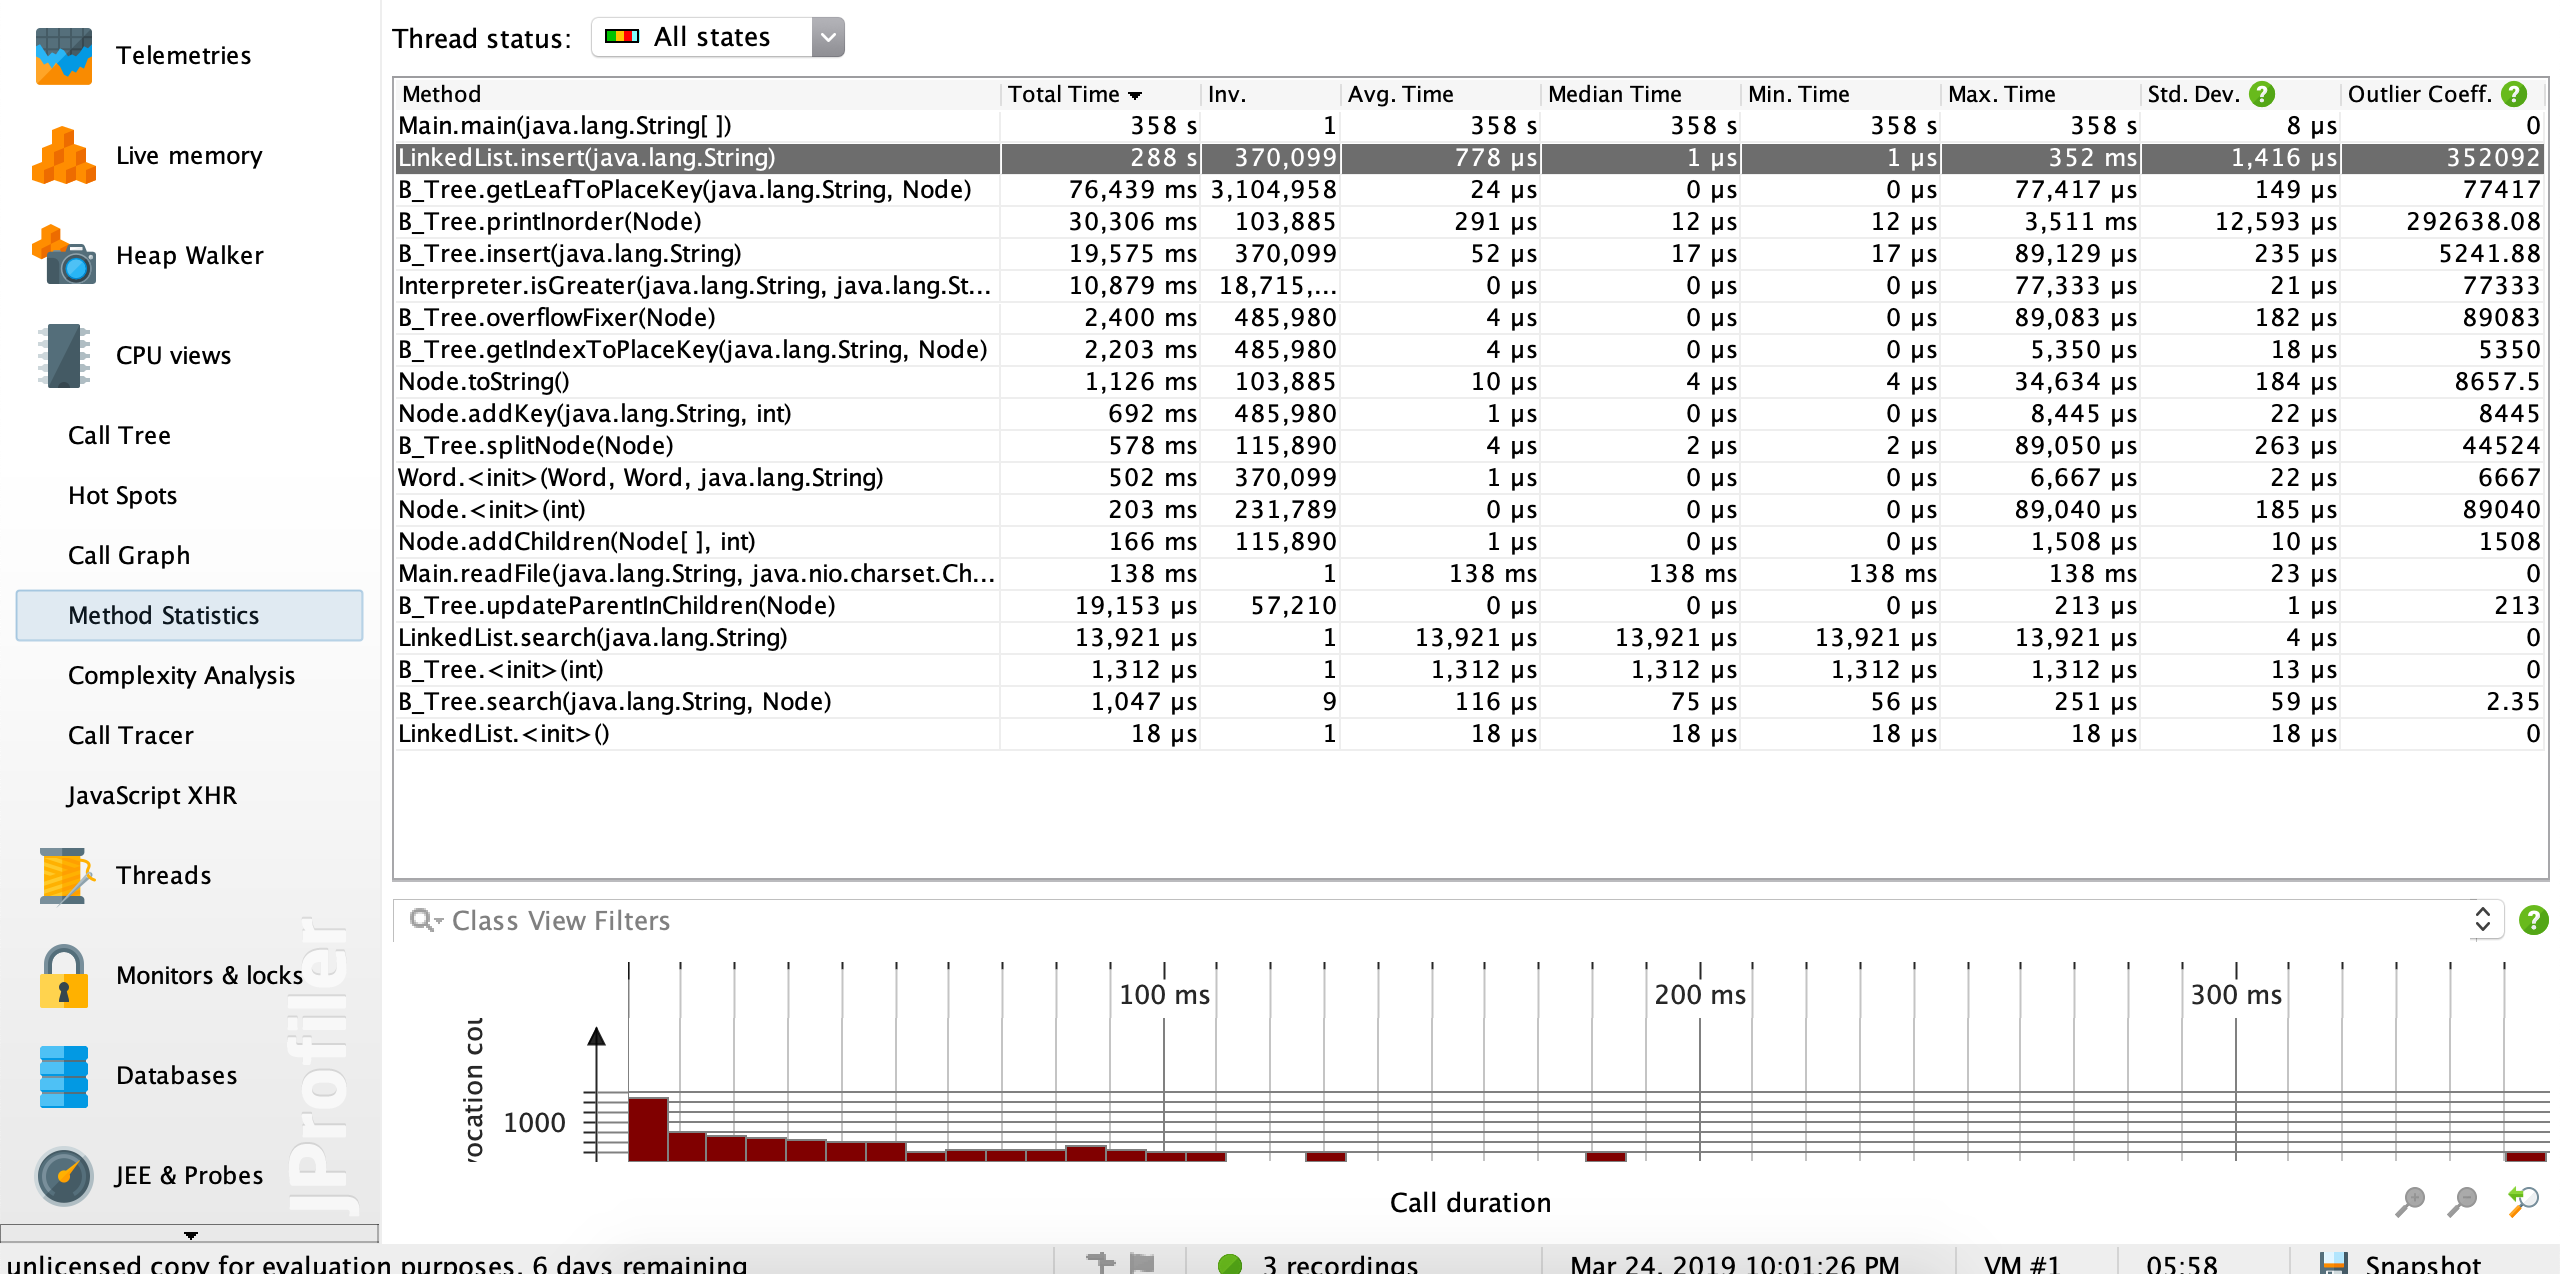 Telemetries
Live memory
Heap Walker
CPU views
Call Tree
Hot Spots
Call Graph
Method Statistics
Complexity Analysis
Call Tracer
JavaScript XHR
Threads
Monitors & locks
Databases
JEE & Probes
JProfiler
Thread status: All states
Method Total Time Inv. Avg. Time Median Time Min. Time Max. Time Std. Dev. ? Outlier Coeff. ?
Main.main(java.lang.String[ ]) 358 s 1 358 s 358 s 358 s 358 s 8 µs 0
LinkedList.insert(java.lang.String) 288 s 370,099 778 µs 1 µs 1 µs 352 ms 1,416 µs 352092
B_Tree.getLeafToPlaceKey(java.lang.String, Node) 76,439 ms 3,104,958 24 µs 0 µs 0 µs 77,417 µs 149 µs 77417
B_Tree.printInorder(Node) 30,306 ms 103,885 291 µs 12 µs 12 µs 3,511 ms 12,593 µs 292638.08
B_Tree.insert(java.lang.String) 19,575 ms 370,099 52 µs 17 µs 17 µs 89,129 µs 235 µs 5241.88
Interpreter.isGreater(java.lang.String, java.lang.St... 10,879 ms 18,715,... 0 µs 0 µs 0 µs 77,333 µs 21 µs 77333
B_Tree.overflowFixer(Node) 2,400 ms 485,980 4 µs 0 µs 0 µs 89,083 µs 182 µs 89083
B_Tree.getIndexToPlaceKey(java.lang.String, Node) 2,203 ms 485,980 4 µs 0 µs 0 µs 5,350 µs 18 µs 5350
Node.toString() 1,126 ms 103,885 10 µs 4 µs 4 µs 34,634 µs 184 µs 8657.5
Node.addKey(java.lang.String, int) 692 ms 485,980 1 µs 0 µs 0 µs 8,445 µs 22 µs 8445
B_Tree.splitNode(Node) 578 ms 115,890 4 µs 2 µs 2 µs 89,050 µs 263 µs 44524
Word.<init>(Word, Word, java.lang.String) 502 ms 370,099 1 µs 0 µs 0 µs 6,667 µs 22 µs 6667
Node.<init>(int) 203 ms 231,789 0 µs 0 µs 0 µs 89,040 µs 185 µs 89040
Node.addChildren(Node[ ], int) 166 ms 115,890 1 µs 0 µs 0 µs 1,508 µs 10 µs 1508
Main.readFile(java.lang.String, java.nio.charset.Ch... 138 ms 1 138 ms 138 ms 138 ms 138 ms 23 µs 0
B_Tree.updateParentInChildren(Node) 19,153 µs 57,210 0 µs 0 µs 0 µs 213 µs 1 µs 213
LinkedList.search(java.lang.String) 13,921 µs 1 13,921 µs 13,921 µs 13,921 µs 13,921 µs 4 µs 0
B_Tree.<init>(int) 1,312 µs 1 1,312 µs 1,312 µs 1,312 µs 1,312 µs 13 µs 0
B_Tree.search(java.lang.String, Node) 1,047 µs 9 116 µs 75 µs 56 µs 251 µs 59 µs 2.35
LinkedList.<init>() 18 µs 1 18 µs 18 µs 18 µs 18 µs 18 µs 0
Class View Filters ?
100 ms 200 ms 300 ms
vocation cou
1000
Call duration
unlicensed copy for evaluation purposes, 6 days remaining 3 recordings Mar 24, 2019 10:01:26 PM VM #1 05:58 Snapshot